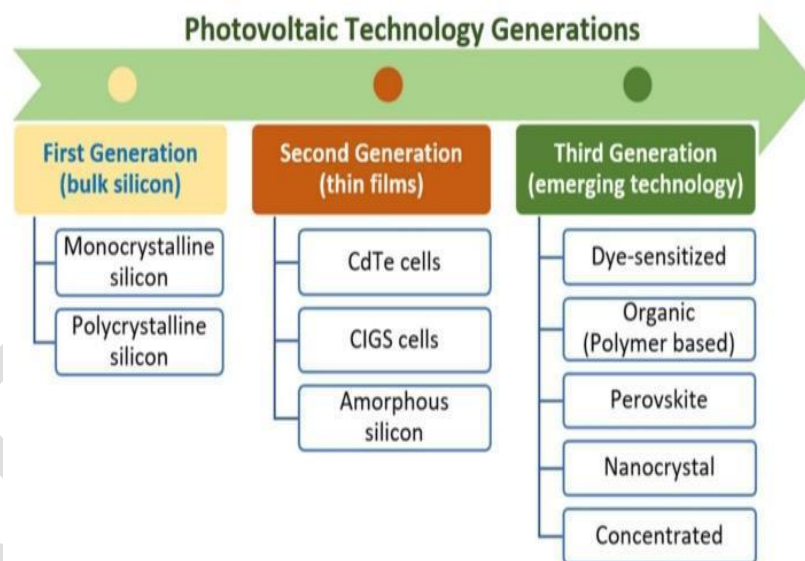 Photovoltaic Technology Generations
First Generation
(bulk silicon)
Monocrystalline
silicon
Polycrystalline
silicon
Second Generation
(thin films)
CdTe cells
CIGS cells
Amorphous
silicon
Third Generation
(emerging technology)
Dye-sensitized
Organic
(Polymer based)
Perovskite
Nanocrystal
Concentrated